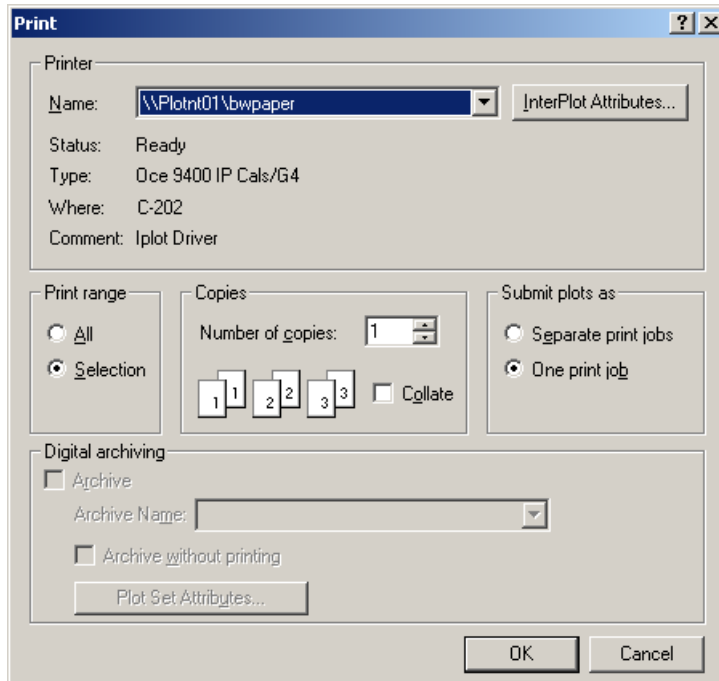 Print
Printer
Name: \\Plotnt01\bwpaper InterPlot Attributes...
Status: Ready
Type: Oce 9400 IP Cals/G4
Where: C-202
Comment: Iplot Driver
Print range
All
Selection
Copies
Number of copies: 1
1 1 2 2 3 3 Collate
Submit plots as
Separate print jobs
One print job
Digital archiving
Archive
Archive Name:
Archive without printing
Plot Set Attributes...
OK Cancel